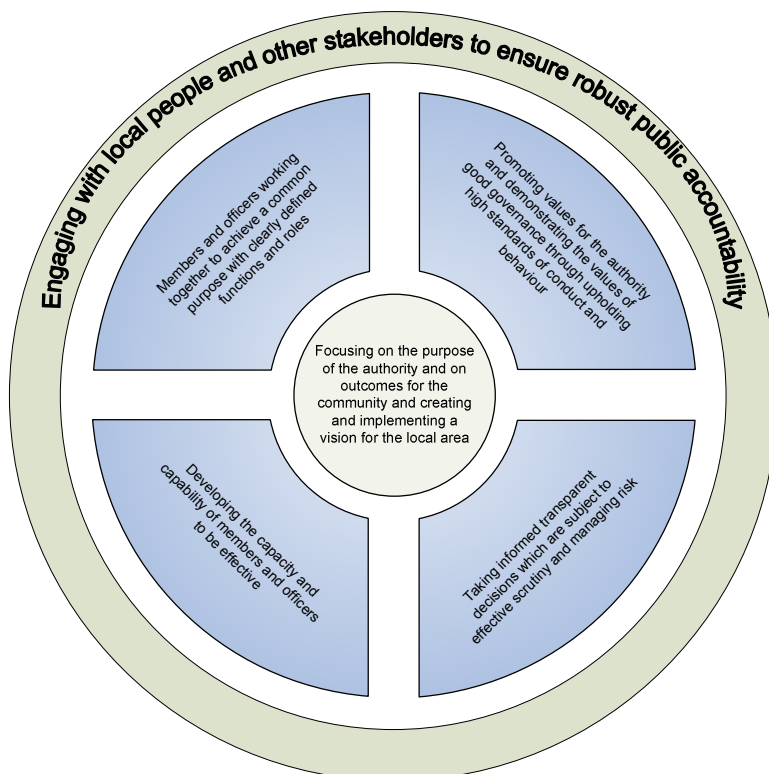 Engaging with local people and other stakeholders to ensure robust public accountability
Members and officers working
together to achieve a common
purpose with clearly defined
functions and roles
Promoting values for the authority
and demonstrating the values of
good governance through upholding
high standards of conduct and
behaviour
Focusing on the purpose
of the authority and on
outcomes for the
community and creating
and implementing a
vision for the local area
Developing the capacity and
capability of members and officers
to be effective
Taking informed transparent
decisions which are subject to
effective scrutiny and managing risk